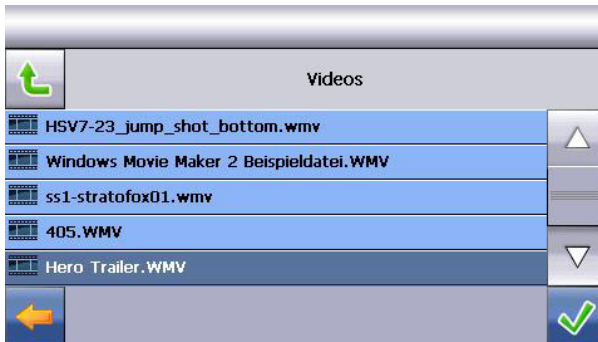 Videos
HSV7-23_jump_shot_bottom.wmv
Windows Movie Maker 2 Beispieldatei.WMV
ss1-stratofox01.wmv
405.WMV
Hero Trailer.WMV